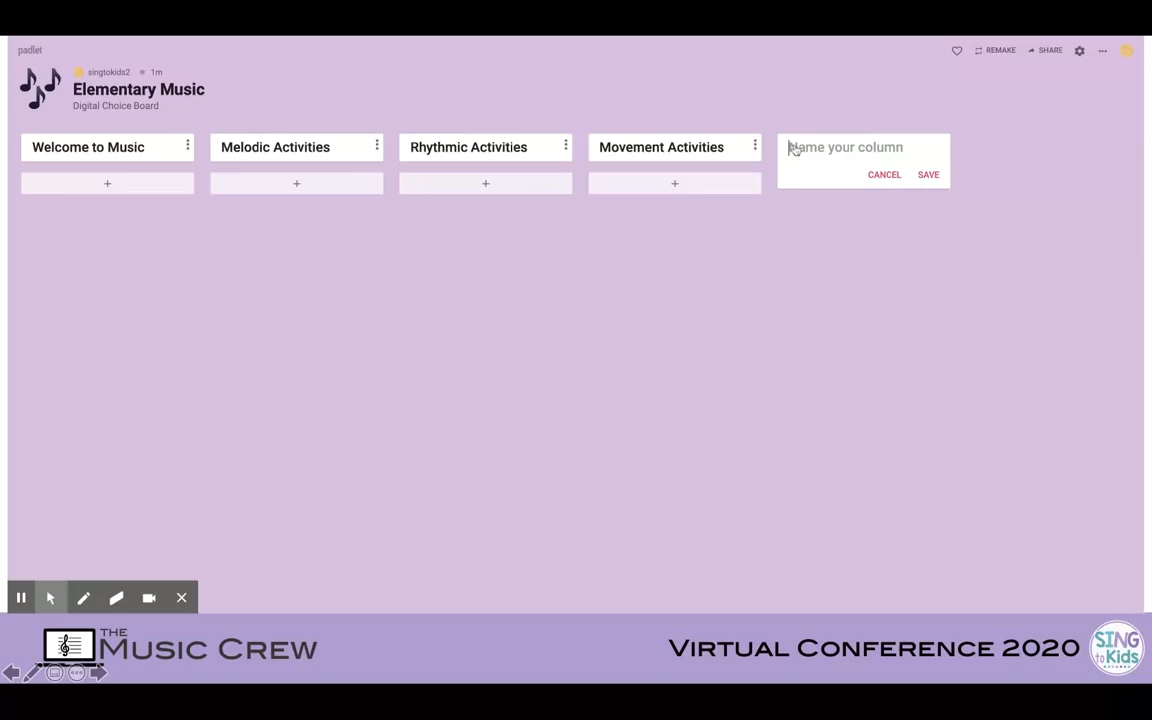 padlet
REMAKE
SHARE
singtokids2
1m
Elementary Music
Digital Choice Board
Welcome to Music
Melodic Activities
Rhythmic Activities
Movement Activities
Name your column
CANCEL
SAVE
THE
MUSIC CREW
VIRTUAL CONFERENCE 2020
SING
to Kids